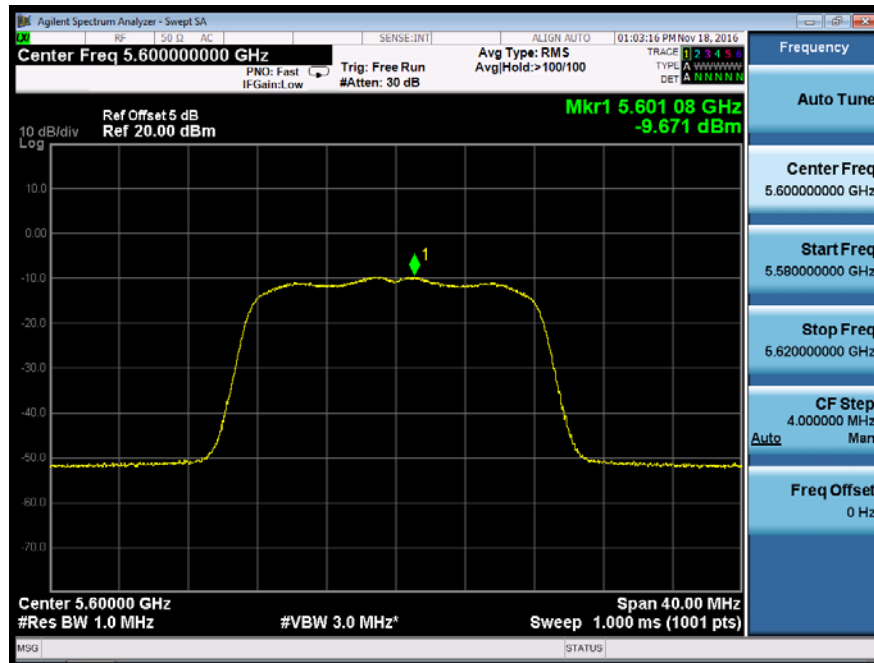 Agilent Spectrum Analyzer - Swept SA
LXI RF 50 Ω AC SENSE:INT ALIGN AUTO 01:03:16 PM Nov 18, 2016
Center Freq 5.600000000 GHz
PNO: Fast
IFGain:Low
Trig: Free Run
#Atten: 30 dB
Avg Type: RMS
Avg|Hold:>100/100
TRACE 1 2 3 4 5 6
TYPE A WWWWW
DET A N N N N N
Mkr1 5.601 08 GHz
-9.671 dBm
Ref Offset 5 dB
10 dB/div Ref 20.00 dBm
Log
10.0
0.00
1
-10.0
-20.0
-30.0
-40.0
-50.0
-60.0
-70.0
Center 5.60000 GHz Span 40.00 MHz
#Res BW 1.0 MHz #VBW 3.0 MHz* Sweep 1.000 ms (1001 pts)
MSG STATUS
Frequency
Auto Tune
Center Freq
5.600000000 GHz
Start Freq
5.580000000 GHz
Stop Freq
5.620000000 GHz
CF Step
4.000000 MHz
Auto Man
Freq Offset
0 Hz